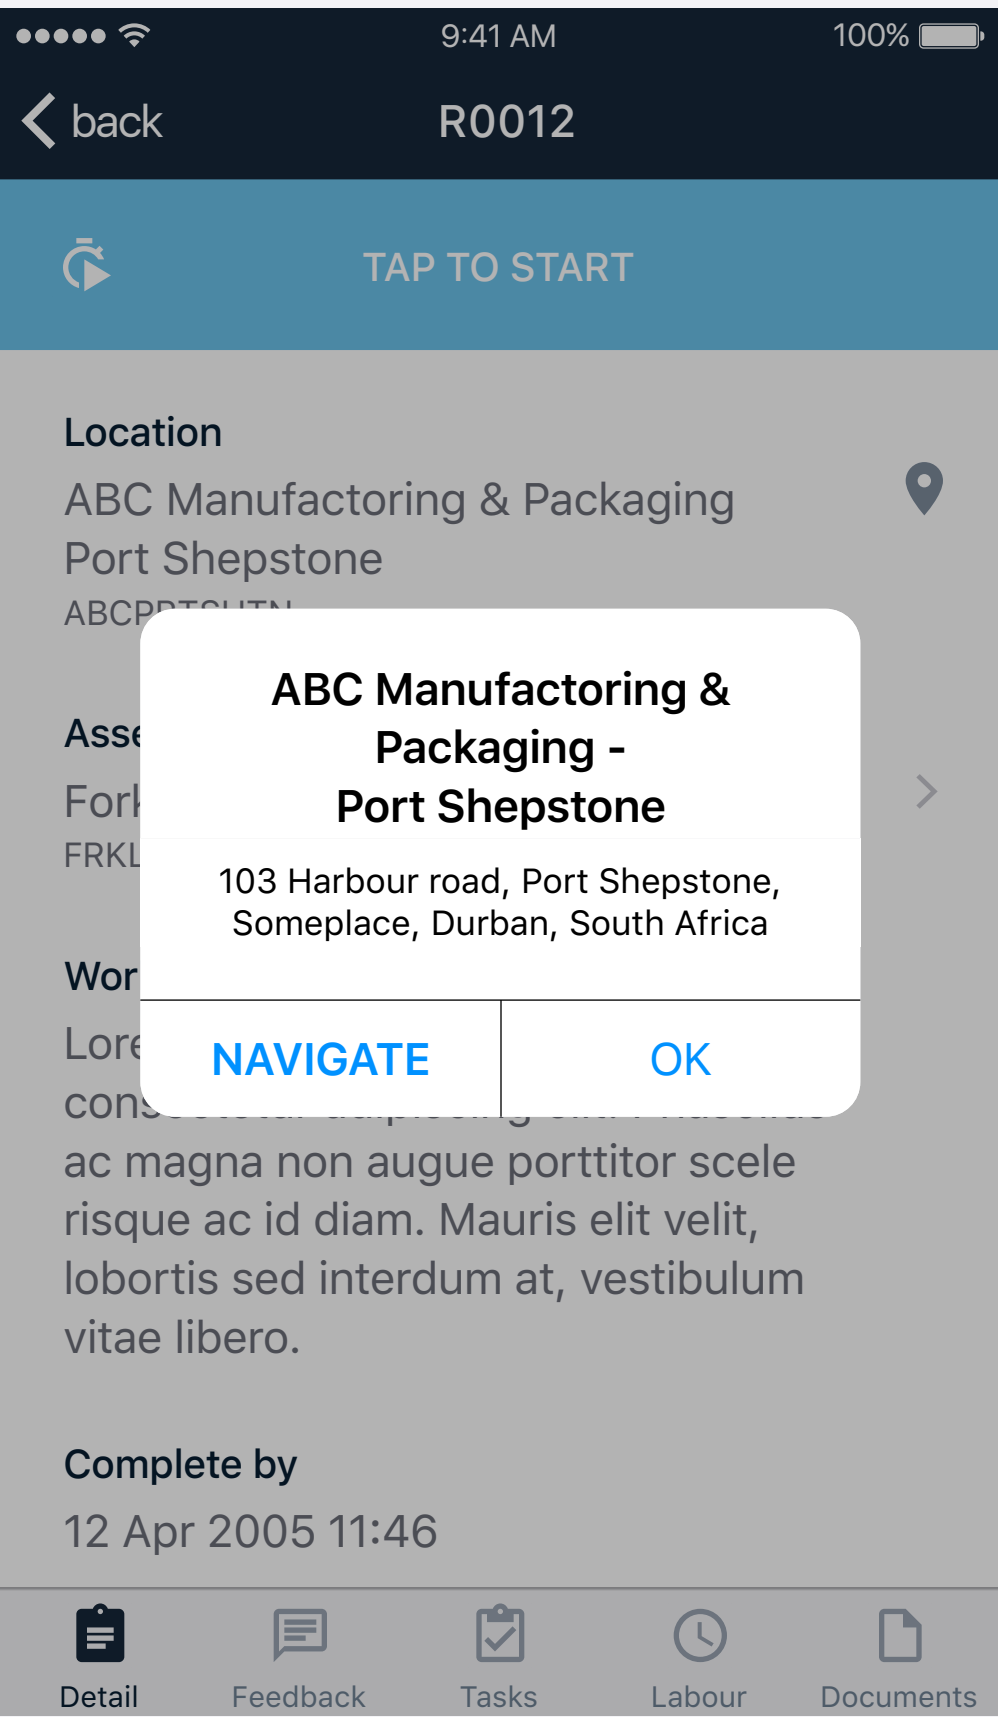 9:41 AM
100%
back
R0012
TAP TO START
Location
ABC Manufactoring & Packaging
Port Shepstone
ABC Manufactoring &
Packaging -
Port Shepstone
103 Harbour road, Port Shepstone,
Someplace, Durban, South Africa
NAVIGATE
OK
ac magna non augue porttitor scele
risque ac id diam. Mauris elit velit,
lobortis sed interdum at, vestibulum
vitae libero.
Complete by
12 Apr 2005 11:46
Detail
Feedback
Tasks
Labour
Documents